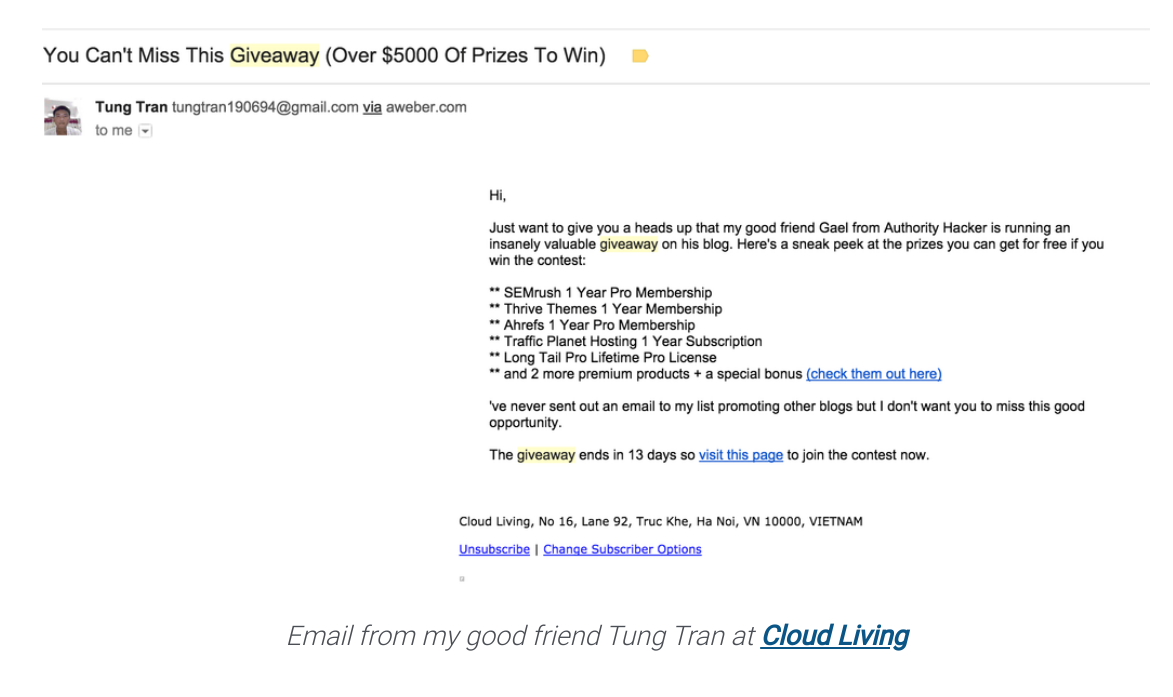 You Can't Miss This Giveaway (Over $5000 Of Prizes To Win)
Tung Tran tungtran190694@gmail.com via aweber.com
to me
Hi,
Just want to give you a heads up that my good friend Gael from Authority Hacker is running an
insanely valuable giveaway on his blog. Here's a sneak peek at the prizes you can get for free if you
win the contest:
** SEMrush 1 Year Pro Membership
** Thrive Themes 1 Year Membership
** Ahrefs 1 Year Pro Membership
** Traffic Planet Hosting 1 Year Subscription
** Long Tail Pro Lifetime Pro License
** and 2 more premium products + a special bonus (check them out here)
've never sent out an email to my list promoting other blogs but I don't want you to miss this good
opportunity.
The giveaway ends in 13 days so visit this page to join the contest now.
Cloud Living, No 16, Lane 92, Truc Khe, Ha Noi, VN 10000, VIETNAM
Unsubscribe | Change Subscriber Options
Email from my good friend Tung Tran at Cloud Living